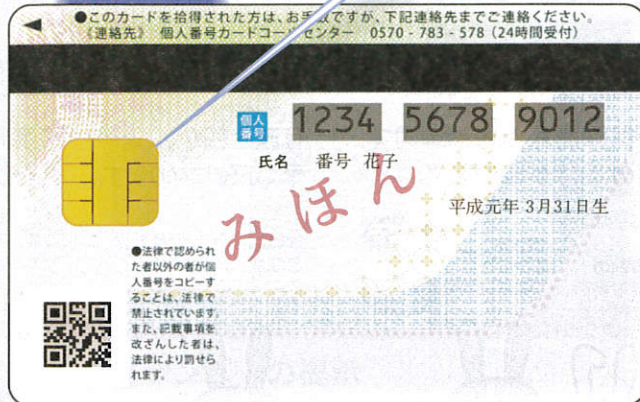 ●このカードを拾得された方は、お手数ですが、下記連絡先までご連絡ください。
《連絡先》 個人番号カードコールセンター 0570-783-578（24時間受付）
個人番号 1234 5678 9012
氏名 番号 花子
平成元年3月31日生
みほん
●法律で認められ
た者以外の者が個
人番号をコピーす
ることは、法律で
禁止されています。
また、記載事項を
改ざんした者は、
法律により罰せら
れます。